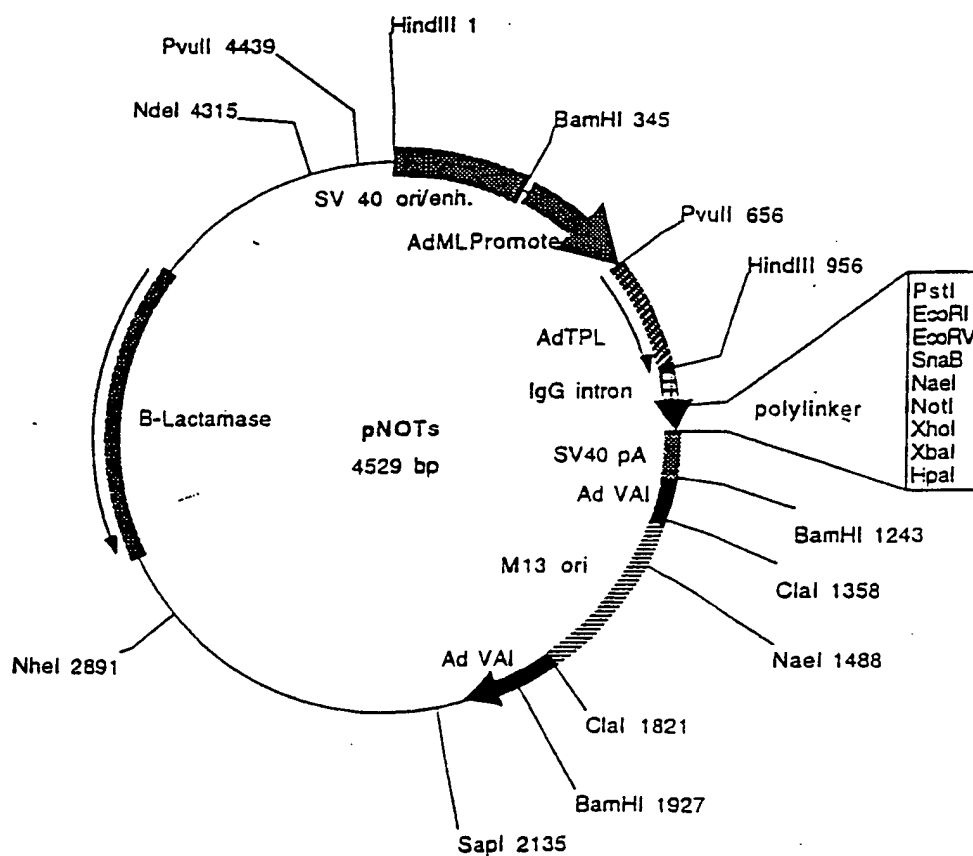 HindIII 1
PvuII 4439
NdeI 4315
BamHI 345
SV 40 ori/enh.
AdMLPromote
PvuII 656
HindIII 956
AdTPL
IgG intron
polylinker
PstI
EcoRI
EcoRV
SnaB
NaeI
NotI
XhoI
XbaI
HpaI
B-Lactamase
pNOTs
4529 bp
SV40 pA
Ad VAI
BamHI 1243
M13 ori
ClaI 1358
NaeI 1488
NheI 2891
Ad VAI
ClaI 1821
BamHI 1927
SapI 2135